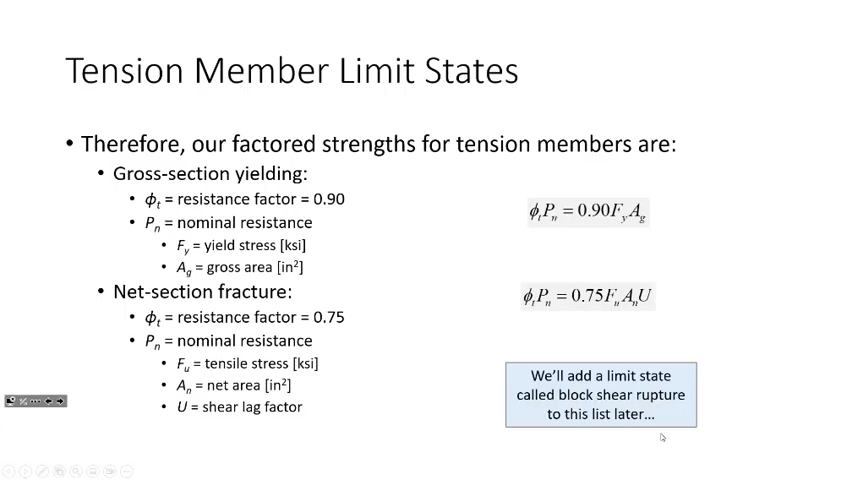 Tension Member Limit States
• Therefore, our factored strengths for tension members are:
• Gross-section yielding:
• ϕt = resistance factor = 0.90
• Pn = nominal resistance
• Fy = yield stress [ksi]
• Ag = gross area [in²]
ϕtPn = 0.90FyAg
• Net-section fracture:
• ϕt = resistance factor = 0.75
• Pn = nominal resistance
• Fu = tensile stress [ksi]
• An = net area [in²]
• U = shear lag factor
ϕtPn = 0.75FuAnU
We'll add a limit state
called block shear rupture
to this list later...